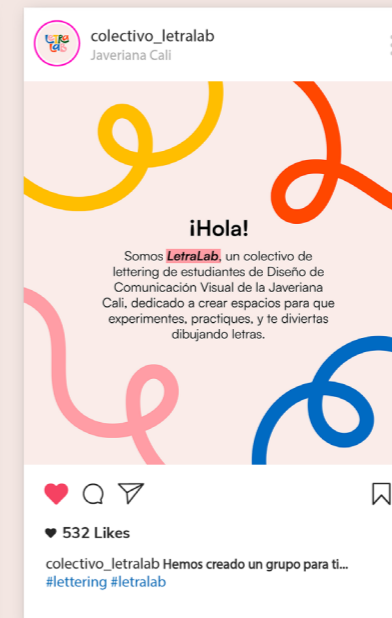 LETRA
Lab
colectivo_letralab
Javeriana Cali
¡Hola!
Somos LetraLab, un colectivo de
lettering de estudiantes de Diseño de
Comunicación Visual de la Javeriana
Cali, dedicado a crear espacios para que
experimentes, practiques, y te diviertas
dibujando letras.
532 Likes
colectivo_letralab Hemos creado un grupo para ti...
#lettering #letralab